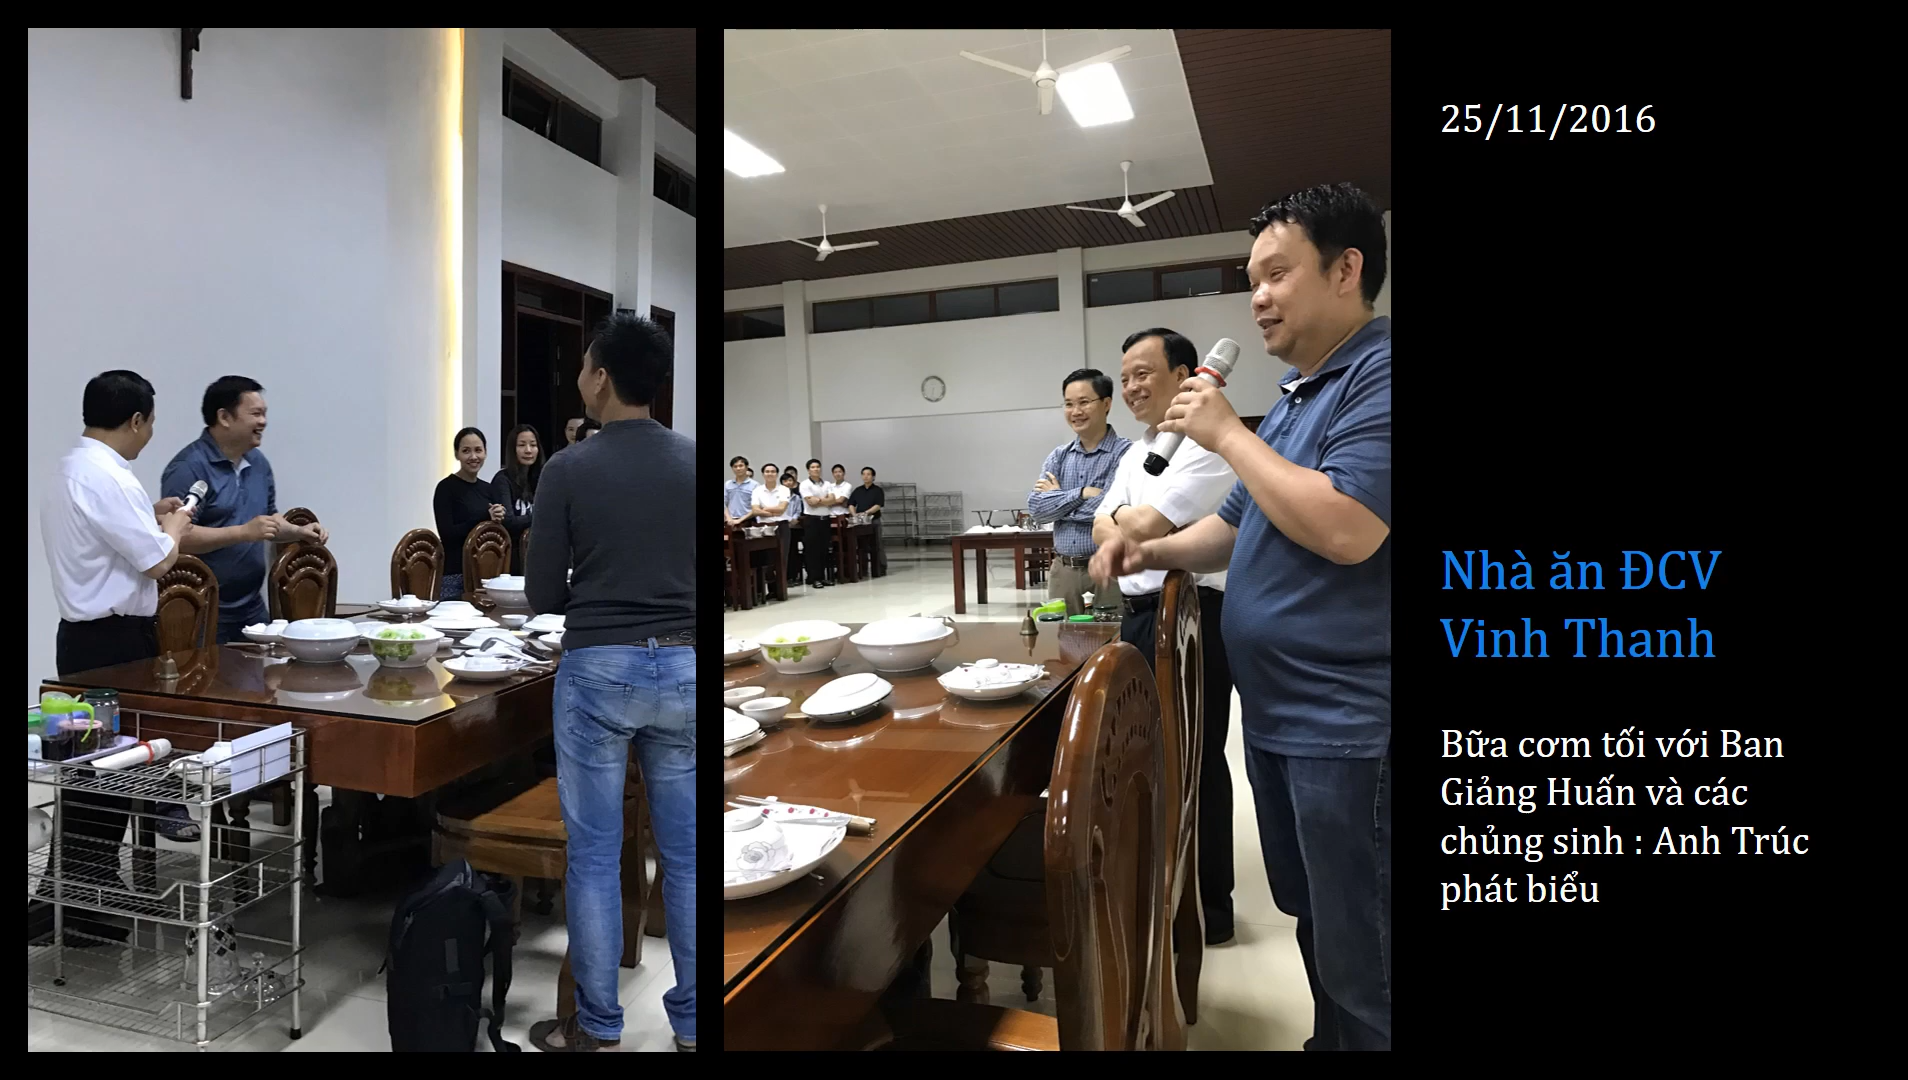 25/11/2016
Nhà ăn ĐCV
Vinh Thanh
Bữa cơm tối với Ban
Giảng Huấn và các
chủng sinh : Anh Trúc
phát biểu